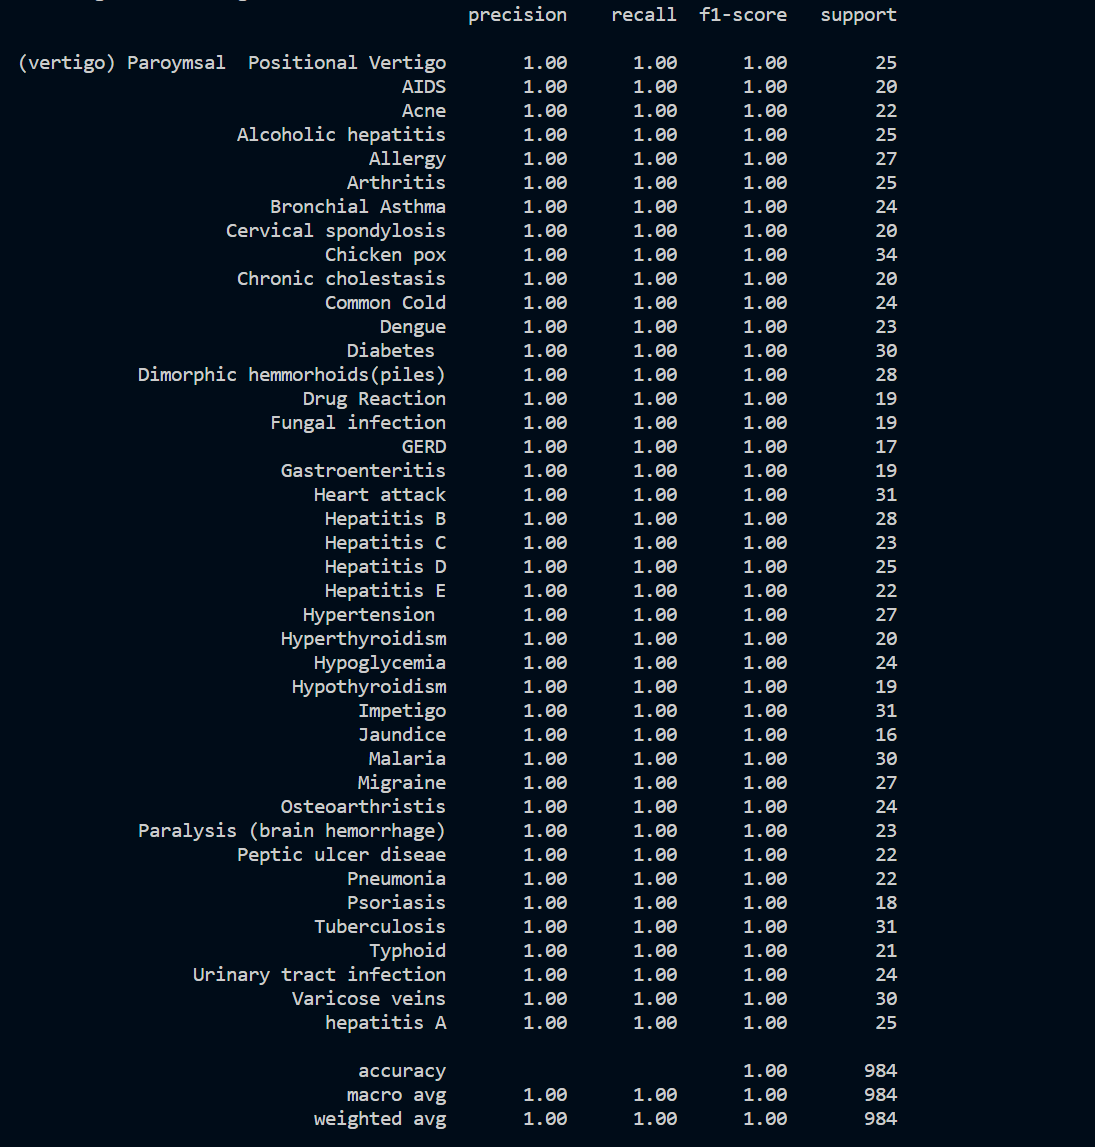 precision recall f1-score support
(vertigo) Paroymsal  Positional Vertigo 1.00 1.00 1.00 25
AIDS 1.00 1.00 1.00 20
Acne 1.00 1.00 1.00 22
Alcoholic hepatitis 1.00 1.00 1.00 25
Allergy 1.00 1.00 1.00 27
Arthritis 1.00 1.00 1.00 25
Bronchial Asthma 1.00 1.00 1.00 24
Cervical spondylosis 1.00 1.00 1.00 20
Chicken pox 1.00 1.00 1.00 34
Chronic cholestasis 1.00 1.00 1.00 20
Common Cold 1.00 1.00 1.00 24
Dengue 1.00 1.00 1.00 23
Diabetes 1.00 1.00 1.00 30
Dimorphic hemmorhoids(piles) 1.00 1.00 1.00 28
Drug Reaction 1.00 1.00 1.00 19
Fungal infection 1.00 1.00 1.00 19
GERD 1.00 1.00 1.00 17
Gastroenteritis 1.00 1.00 1.00 19
Heart attack 1.00 1.00 1.00 31
Hepatitis B 1.00 1.00 1.00 28
Hepatitis C 1.00 1.00 1.00 23
Hepatitis D 1.00 1.00 1.00 25
Hepatitis E 1.00 1.00 1.00 22
Hypertension 1.00 1.00 1.00 27
Hyperthyroidism 1.00 1.00 1.00 20
Hypoglycemia 1.00 1.00 1.00 24
Hypothyroidism 1.00 1.00 1.00 19
Impetigo 1.00 1.00 1.00 31
Jaundice 1.00 1.00 1.00 16
Malaria 1.00 1.00 1.00 30
Migraine 1.00 1.00 1.00 27
Osteoarthristis 1.00 1.00 1.00 24
Paralysis (brain hemorrhage) 1.00 1.00 1.00 23
Peptic ulcer diseae 1.00 1.00 1.00 22
Pneumonia 1.00 1.00 1.00 22
Psoriasis 1.00 1.00 1.00 18
Tuberculosis 1.00 1.00 1.00 31
Typhoid 1.00 1.00 1.00 21
Urinary tract infection 1.00 1.00 1.00 24
Varicose veins 1.00 1.00 1.00 30
hepatitis A 1.00 1.00 1.00 25
accuracy 1.00 984
macro avg 1.00 1.00 1.00 984
weighted avg 1.00 1.00 1.00 984